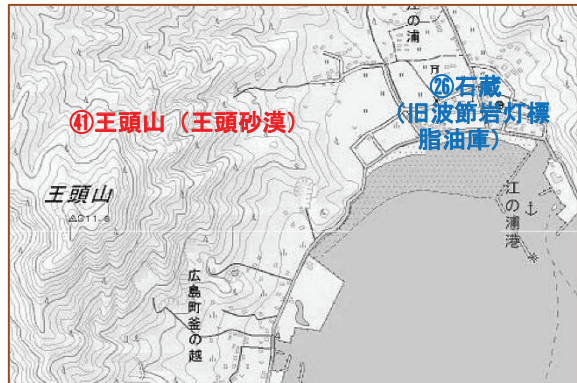 江の浦
㉖石蔵
(旧波節岩灯標
脂油庫)
㊶王頭山(王頭砂漠)
王頭山
江の浦港
広島町釜の越